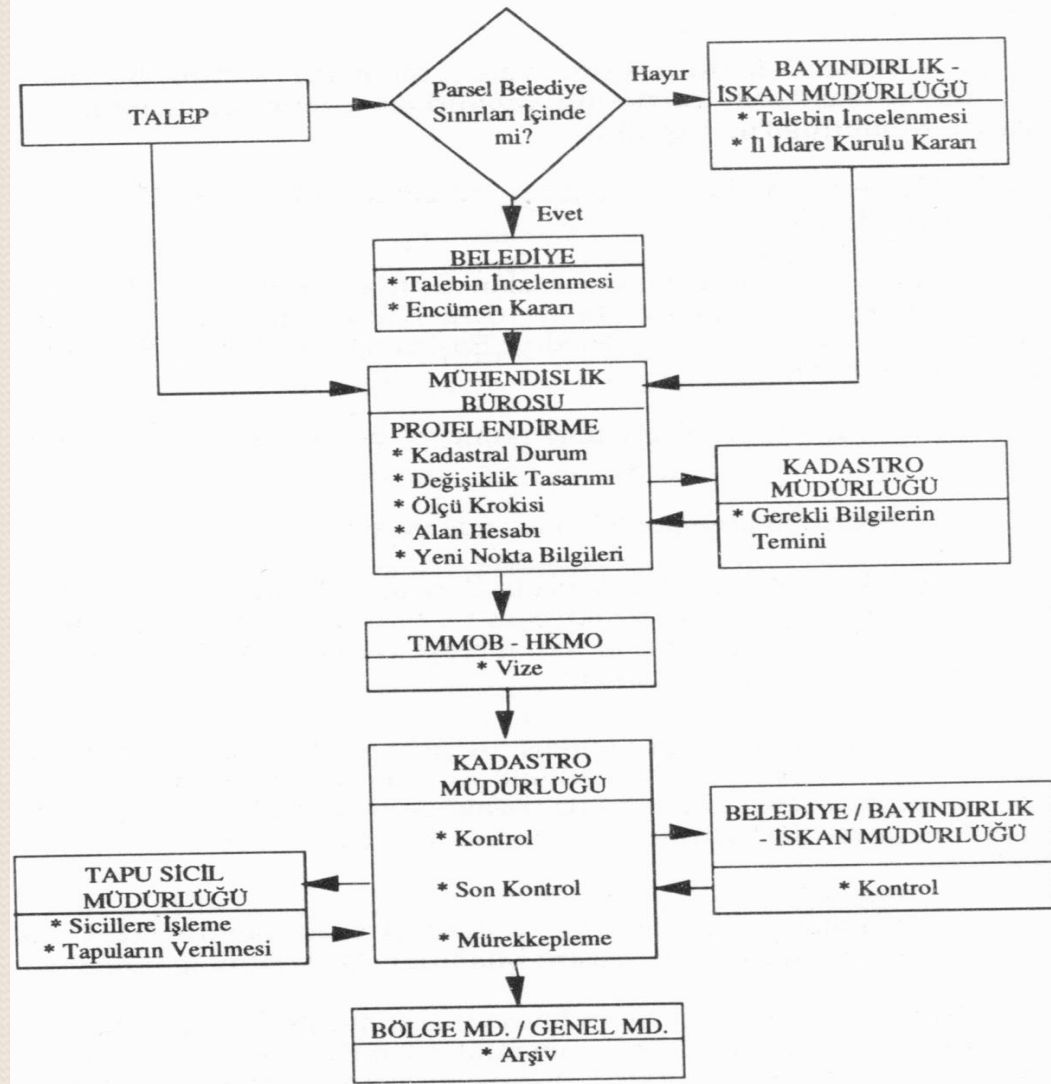 TALEP
Parsel Belediye
Sınırları İçinde
mi?
Hayır
BAYINDIRLIK -
İSKAN MÜDÜRLÜĞÜ
* Talebin İncelenmesi
* İl İdare Kurulu Kararı
Evet
BELEDİYE
* Talebin İncelenmesi
* Encümen Kararı
MÜHENDİSLİK
BÜROSU
PROJELENDİRME
* Kadastral Durum
* Değişiklik Tasarımı
* Ölçü Krokisi
* Alan Hesabı
* Yeni Nokta Bilgileri
KADASTRO
MÜDÜRLÜĞÜ
* Gerekli Bilgilerin
Temini
TMMOB - HKMO
* Vize
KADASTRO
MÜDÜRLÜĞÜ
* Kontrol
* Son Kontrol
* Mürekkepleme
BELEDİYE / BAYINDIRLIK
- İSKAN MÜDÜRLÜĞÜ
* Kontrol
TAPU SİCİL
MÜDÜRLÜĞÜ
* Sicillere İşleme
* Tapuların Verilmesi
BÖLGE MD. / GENEL MD.
* Arşiv